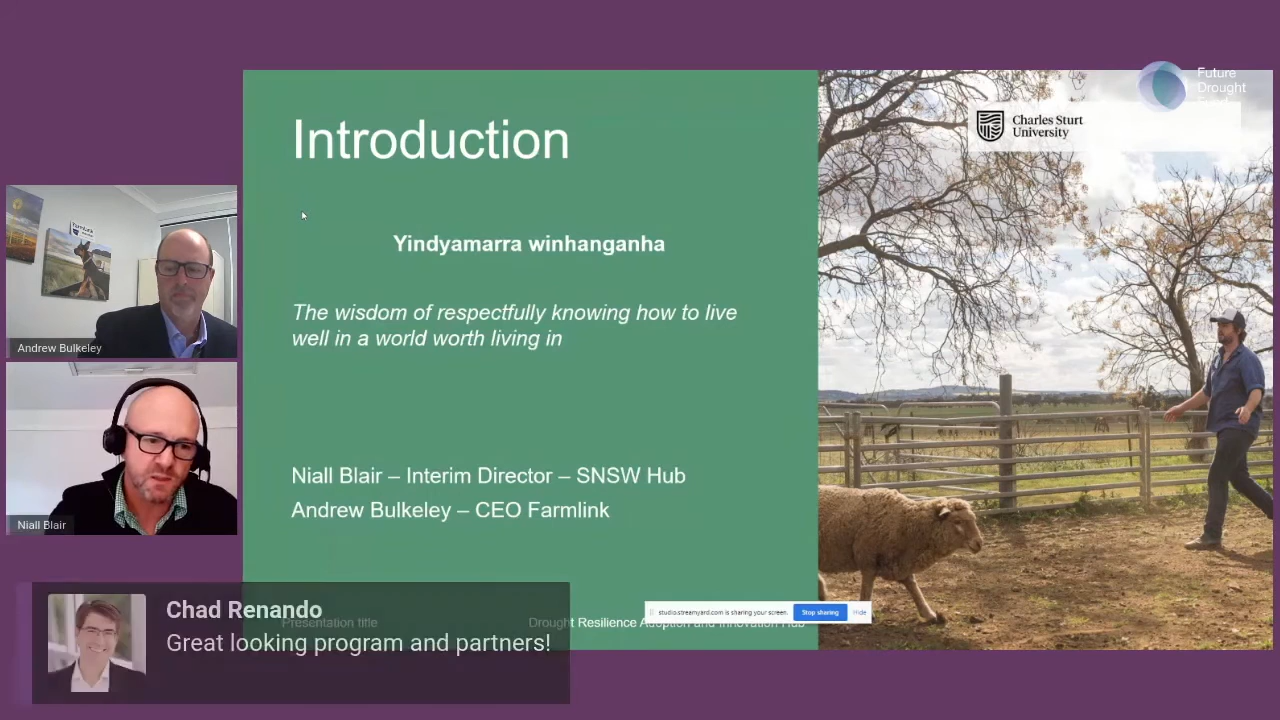 Future
Drought
Charles Sturt
University
Introduction
Yindyamarra winhanganha
The wisdom of respectfully knowing how to live
well in a world worth living in
Niall Blair – Interim Director – SNSW Hub
Andrew Bulkeley – CEO Farmlink
Andrew Bulkeley
Niall Blair
studio.streamyard.com is sharing your screen.
Stop sharing
Hide
Presentation title
Drought Resilience Adoption and Innovation Hub
Chad Renando
Great looking program and partners!